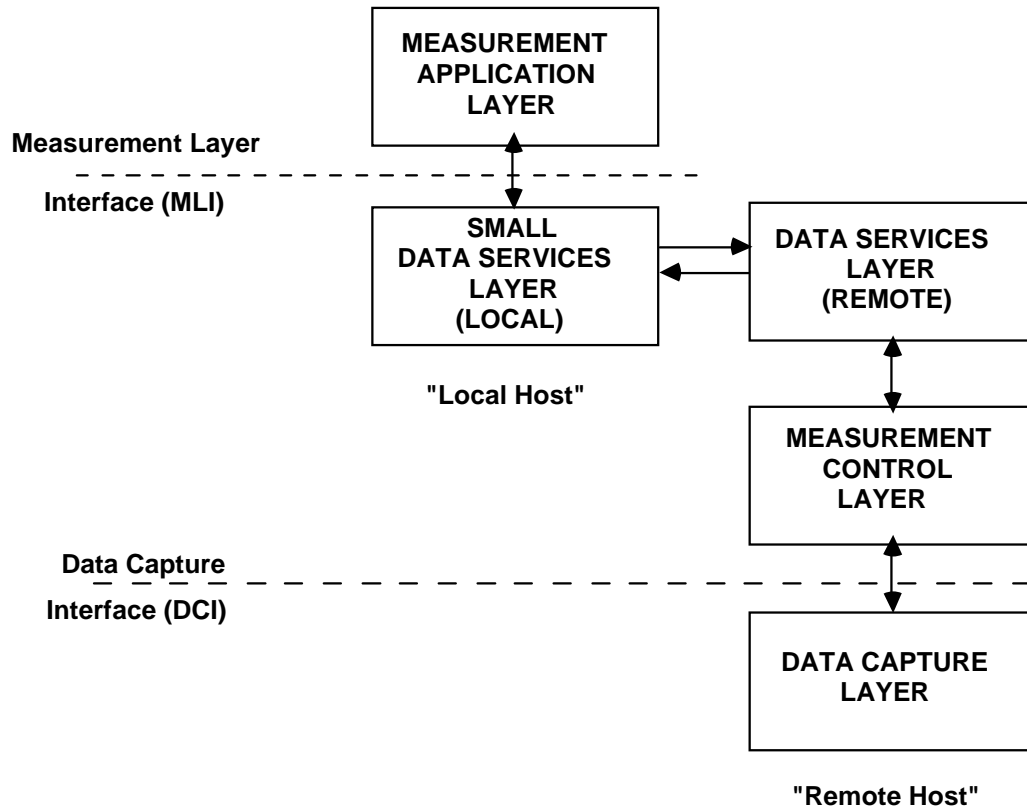 MEASUREMENT
APPLICATION
LAYER
Measurement Layer
Interface (MLI)
SMALL
DATA SERVICES
LAYER
(LOCAL)
DATA SERVICES
LAYER
(REMOTE)
"Local Host"
MEASUREMENT
CONTROL
LAYER
Data Capture
Interface (DCI)
DATA CAPTURE
LAYER
"Remote Host"